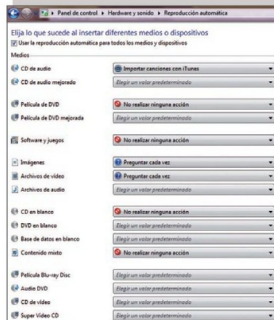 Panel de control ▸ Hardware y sonido ▸ Reproducción automática
Elija lo que sucede al insertar diferentes medios o dispositivos
Usar la reproducción automática para todos los medios y dispositivos
Medios
CD de audio Importar canciones con iTunes
CD de audio mejorado Elegir un valor predeterminado
Película de DVD No realizar ninguna acción
Película de DVD mejorada Elegir un valor predeterminado
Software y juegos No realizar ninguna acción
Imágenes Preguntar cada vez
Archivos de vídeo Preguntar cada vez
Archivos de audio Elegir un valor predeterminado
CD en blanco No realizar ninguna acción
DVD en blanco Elegir un valor predeterminado
Base de datos en blanco Elegir un valor predeterminado
Contenido mixto No realizar ninguna acción
Película Blu-ray Disc Elegir un valor predeterminado
Audio DVD Elegir un valor predeterminado
CD de vídeo Elegir un valor predeterminado
Super Video CD Elegir un valor predeterminado